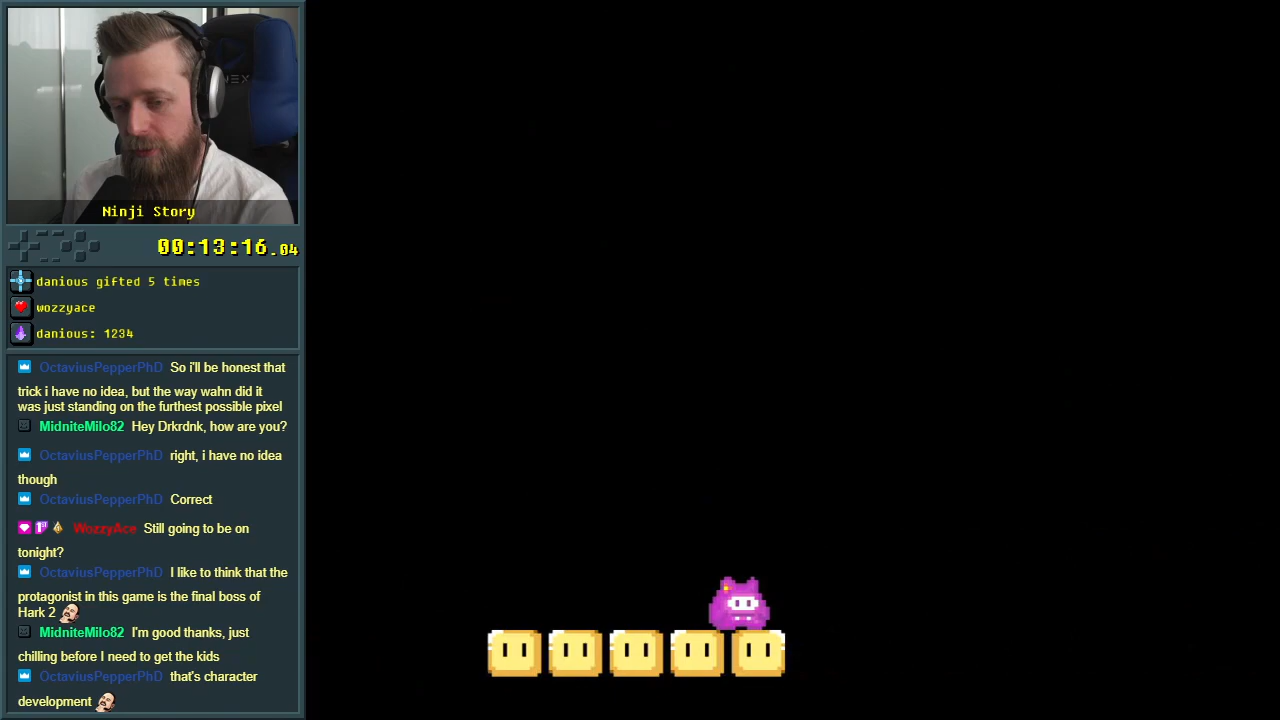 Ninji Story
00:13:16.04
danious gifted 5 times
wozzyace
danious: 1234
OctaviusPepperPhD So i'll be honest that
trick i have no idea, but the way wahn did it
was just standing on the furthest possible pixel
MidniteMilo82 Hey Drkrdnk, how are you?
OctaviusPepperPhD right, i have no idea
though
OctaviusPepperPhD Correct
WozzyAce Still going to be on
tonight?
OctaviusPepperPhD I like to think that the
protagonist in this game is the final boss of
Hark 2
MidniteMilo82 I'm good thanks, just
chilling before I need to get the kids
OctaviusPepperPhD that's character
development